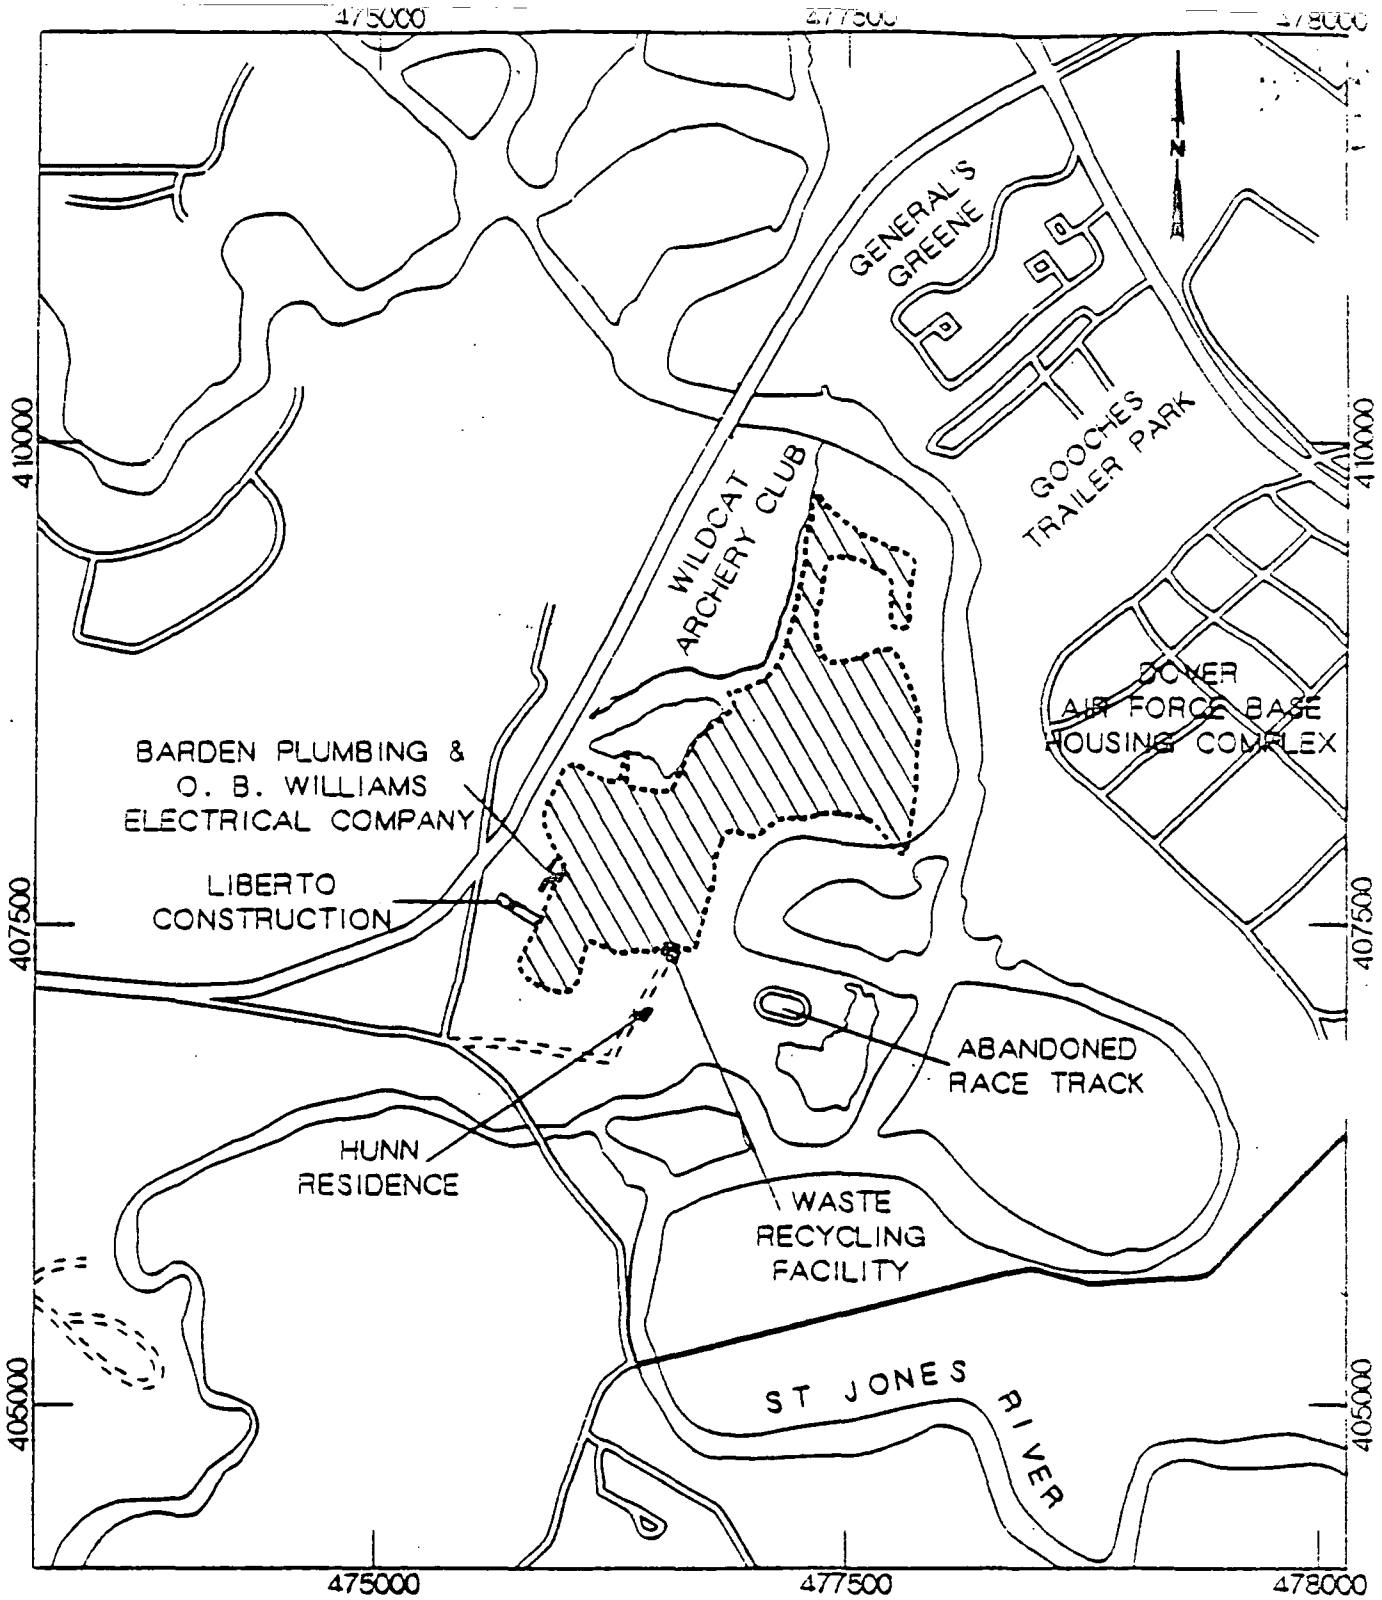 475000
477500
478000
N
GENERAL'S
GREENE
410000
410000
GOOCHES
TRAILER PARK
WILDCAT
ARCHERY CLUB
DOVER
AIR FORCE BASE
HOUSING COMPLEX
BARDEN PLUMBING &
O. B. WILLIAMS
ELECTRICAL COMPANY
LIBERTO
CONSTRUCTION
407500
407500
ABANDONED
RACE TRACK
HUNN
RESIDENCE
WASTE
RECYCLING
FACILITY
405000
405000
ST JONES RIVER
475000
477500
478000